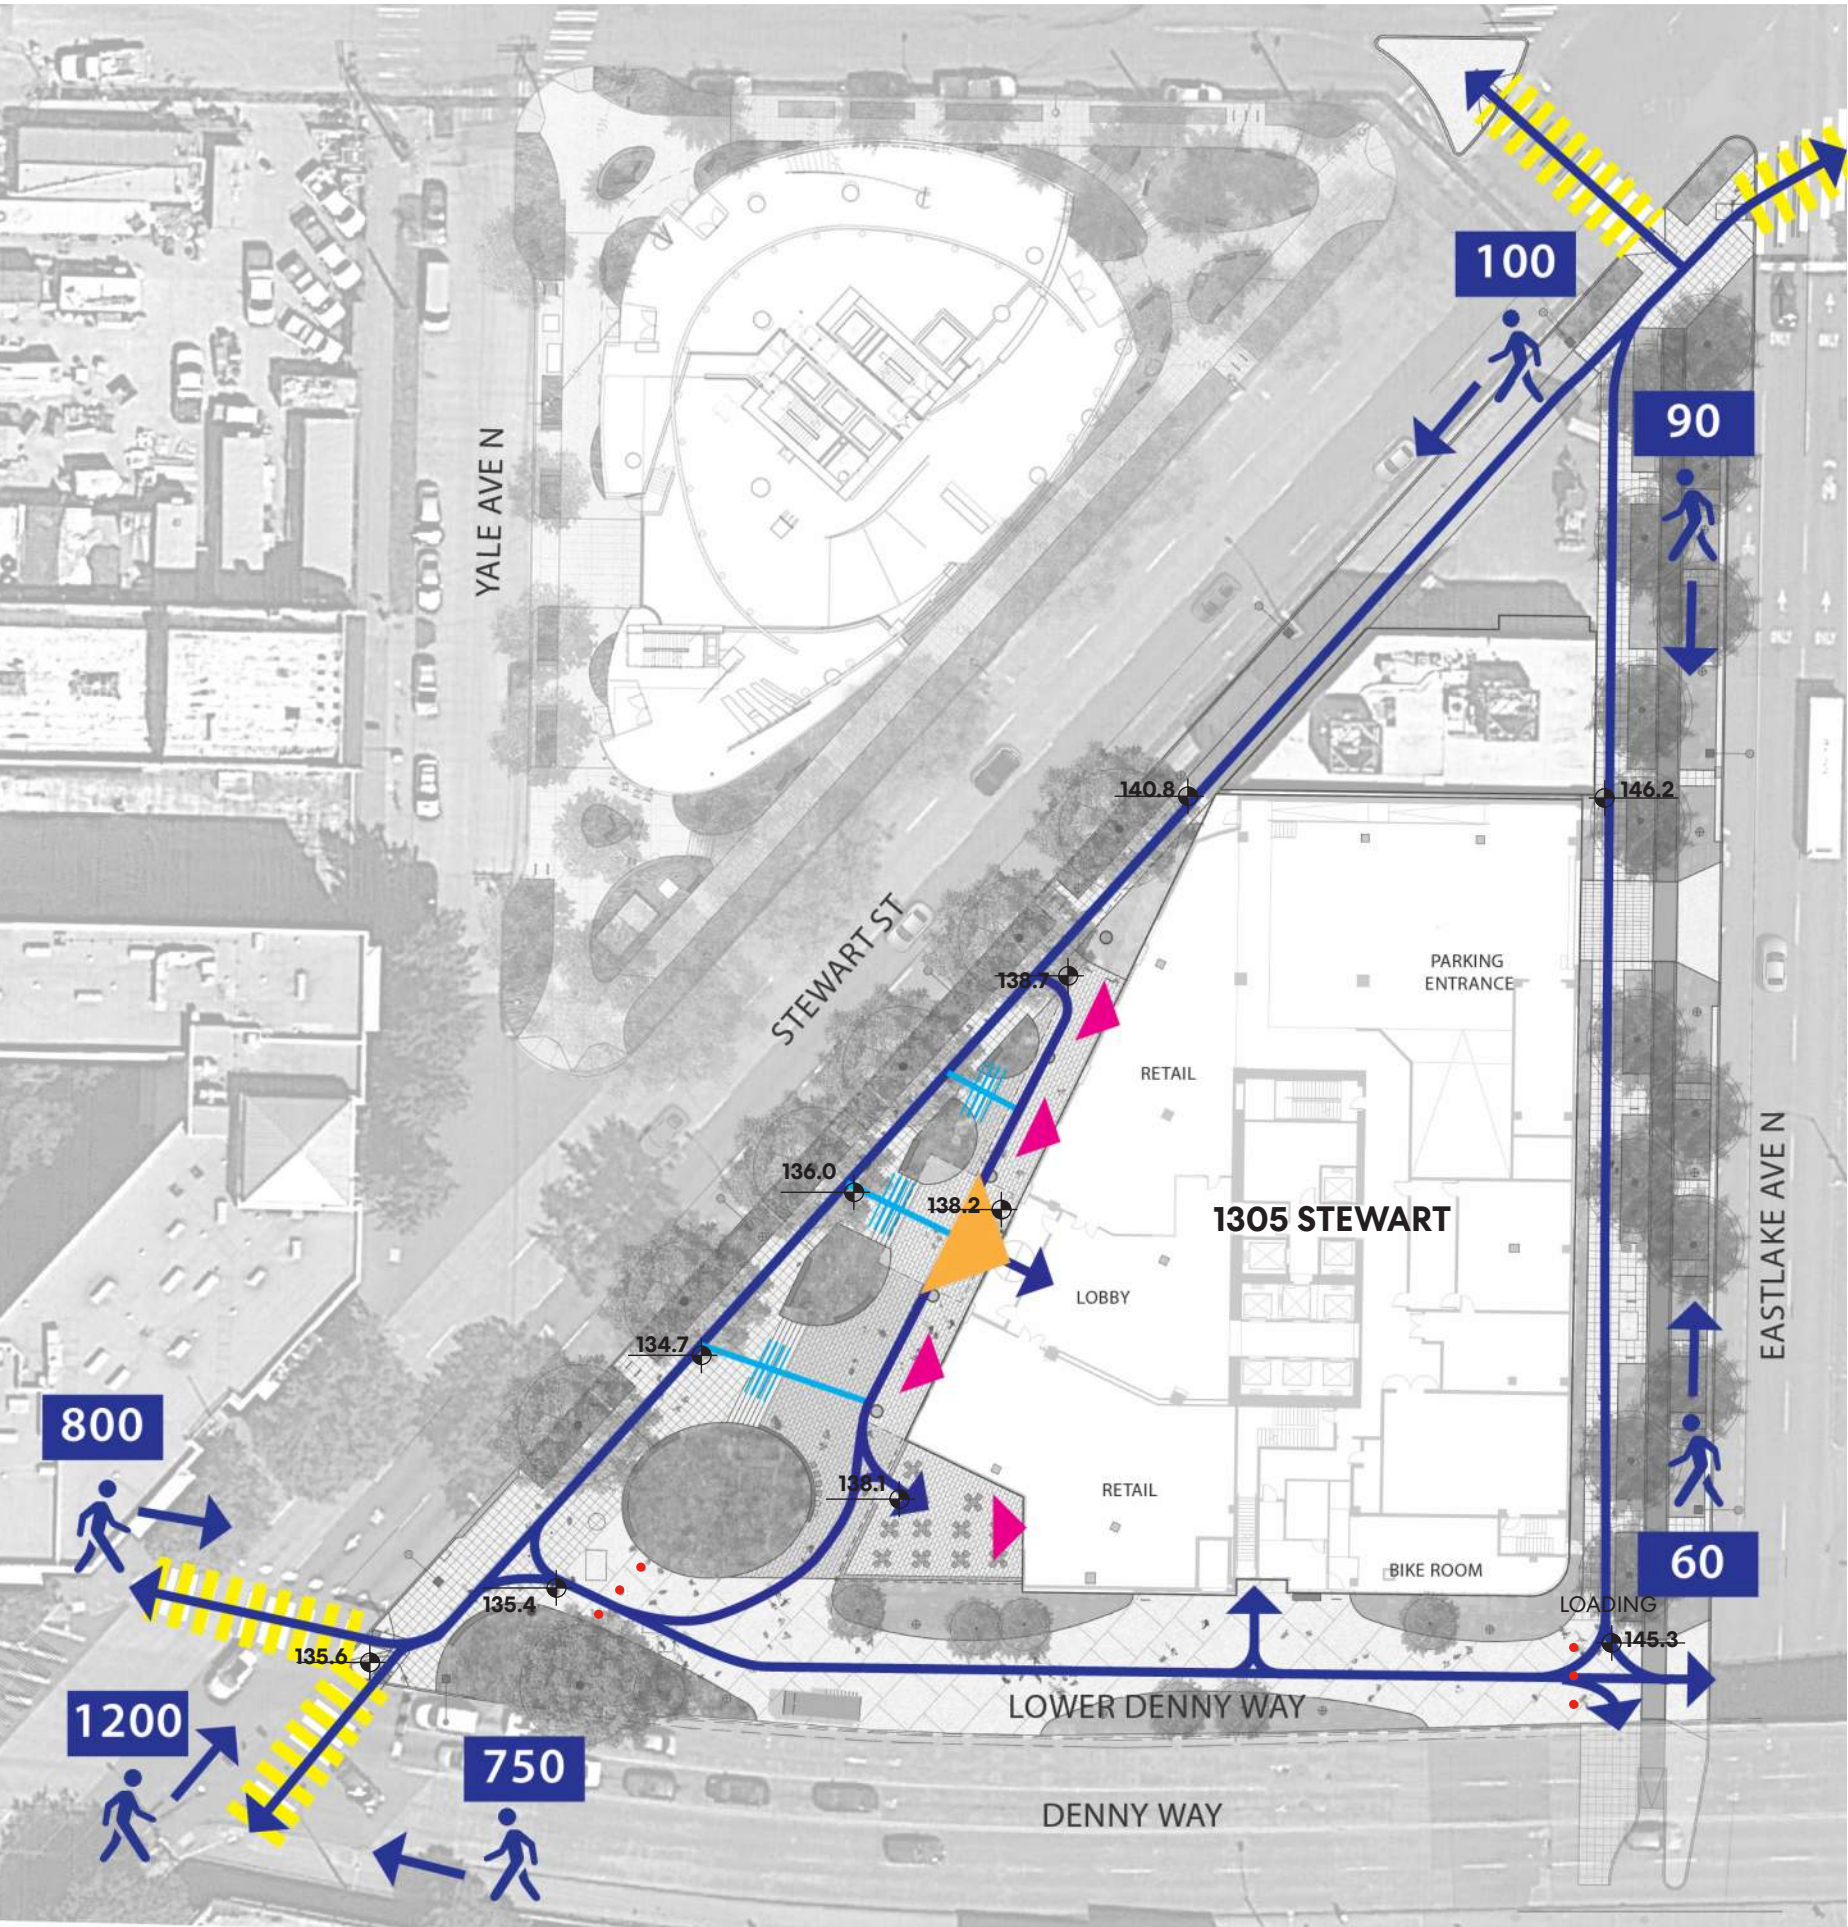 100
90
YALE AVE N
140.8
146.2
STEWART ST
PARKING
ENTRANCE
138.7
RETAIL
136.0
138.2
1305 STEWART
EASTLAKE AVE N
LOBBY
134.7
800
138.1
RETAIL
60
BIKE ROOM
135.4
LOADING
135.6
145.3
1200
LOWER DENNY WAY
750
DENNY WAY